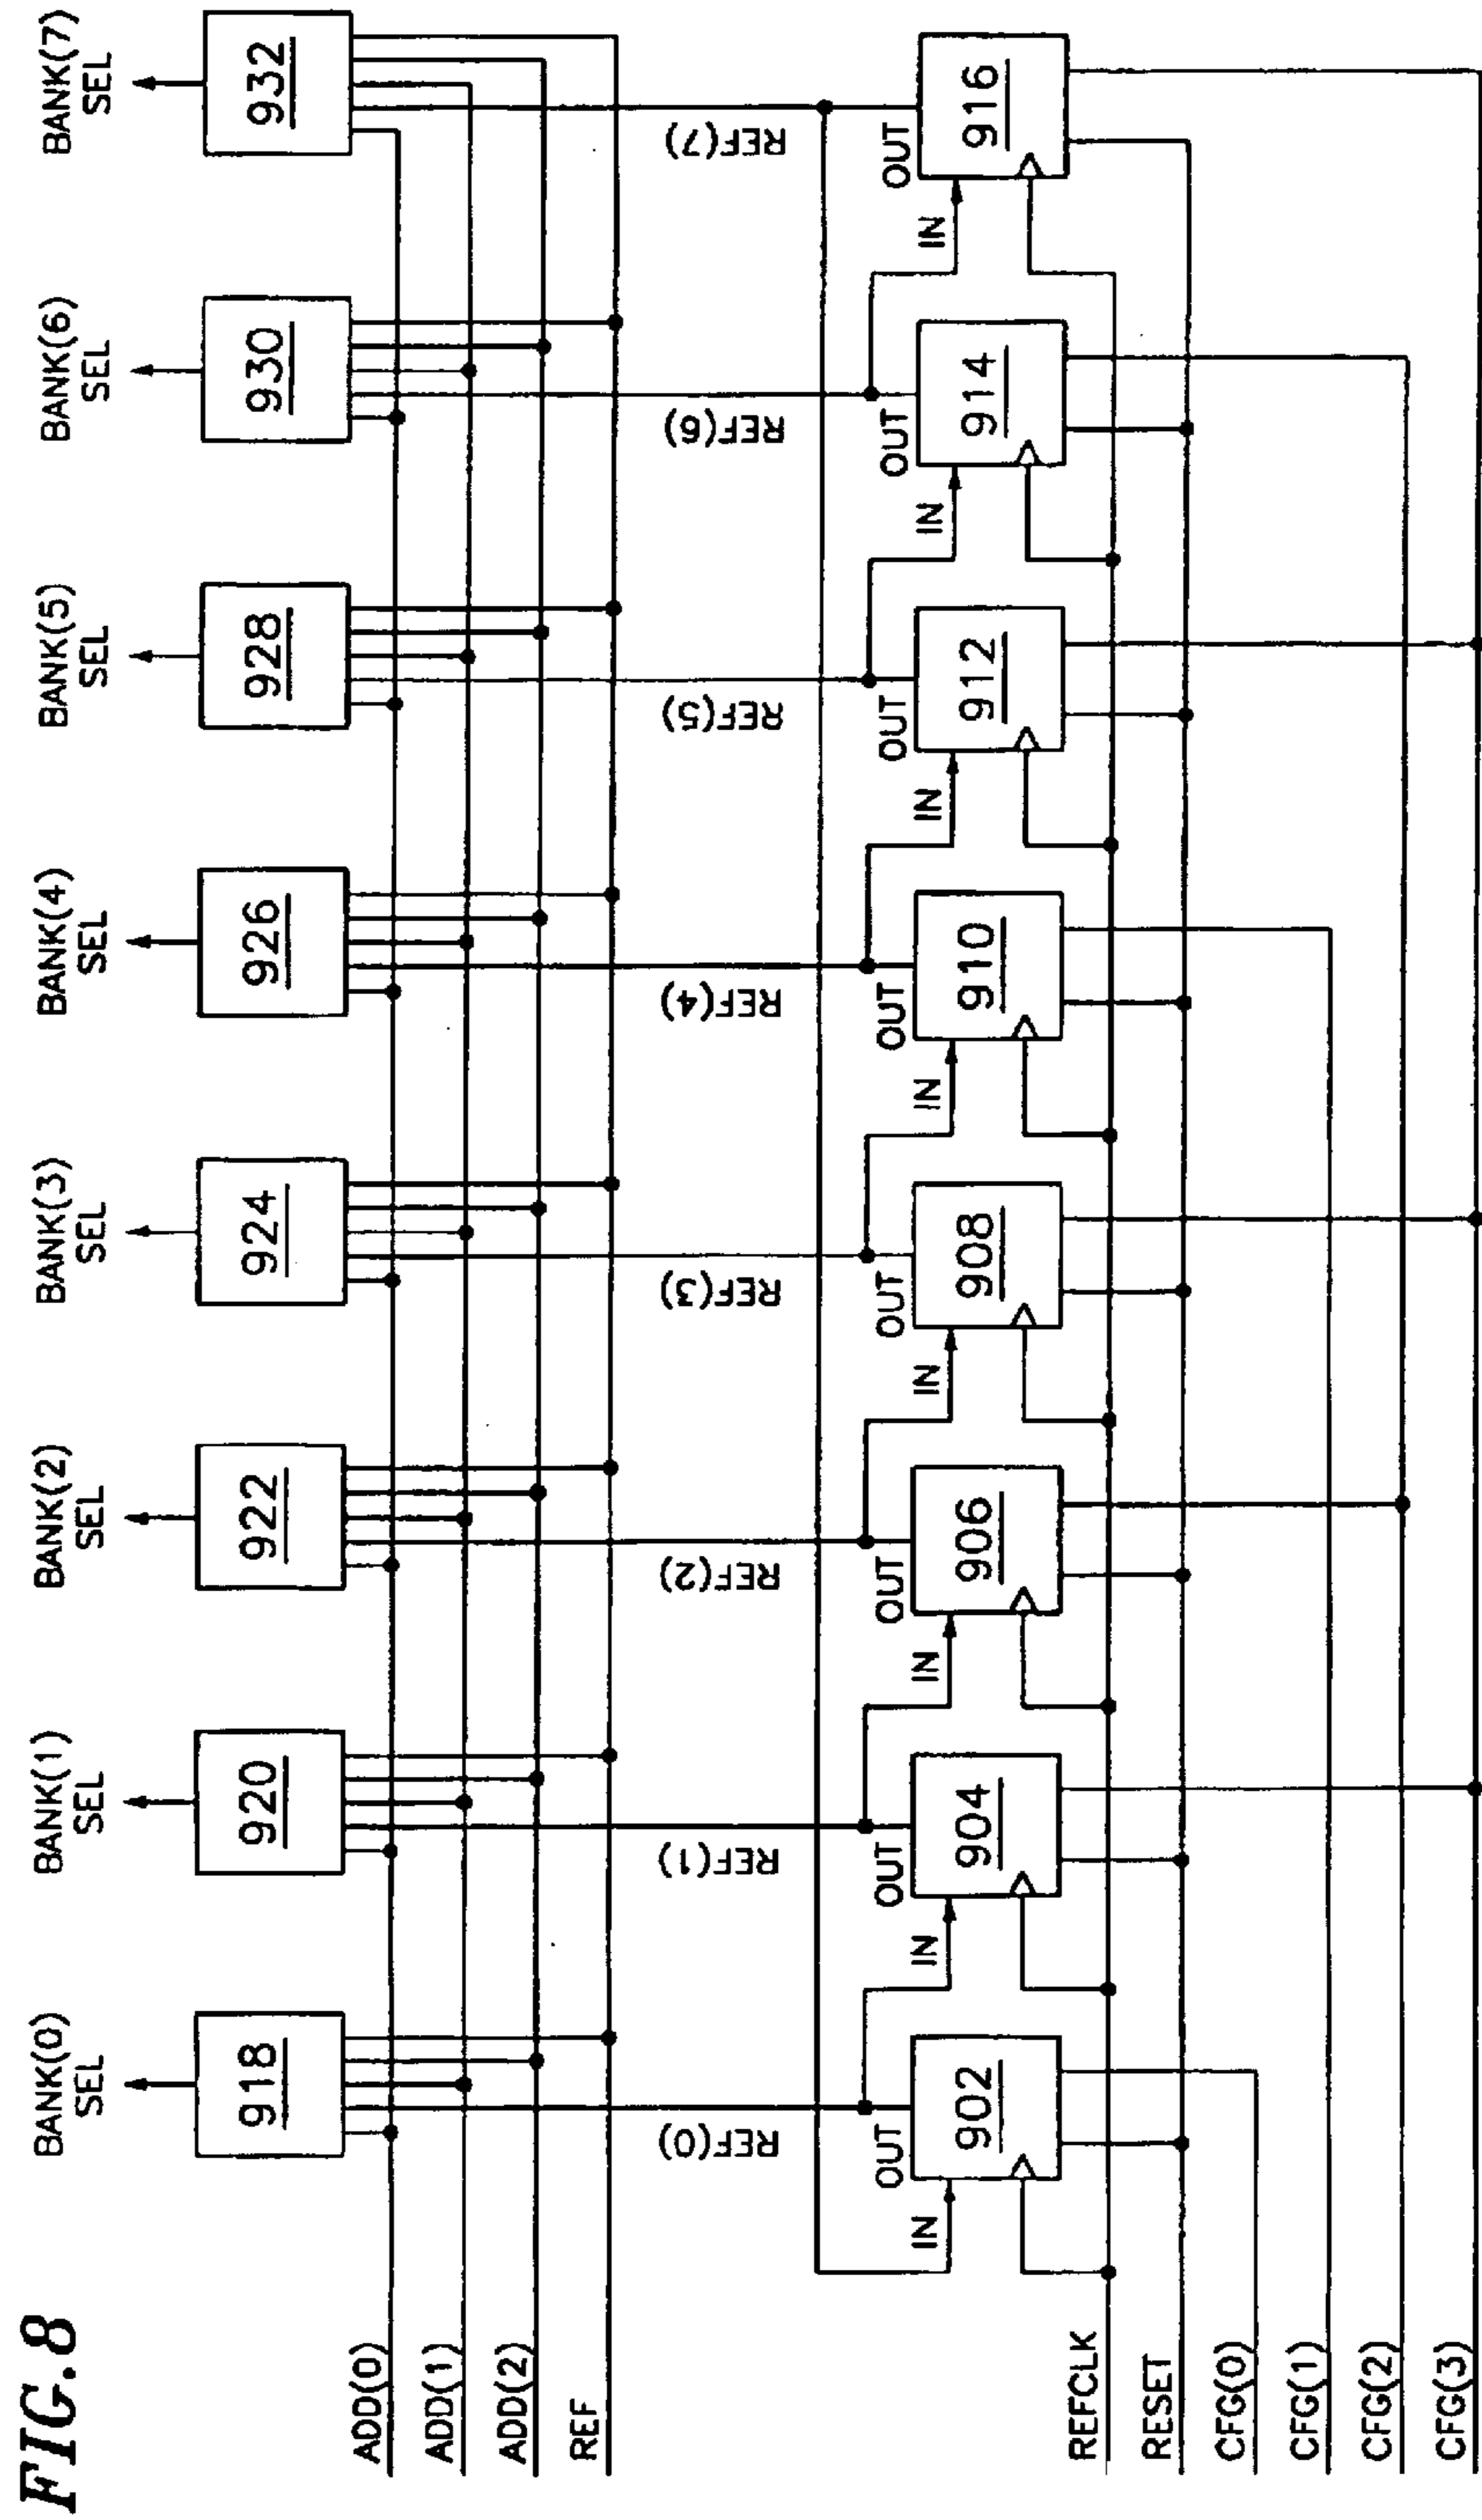 FIG. 8
BANK(0) SEL
BANK(1) SEL
BANK(2) SEL
BANK(3) SEL
BANK(4) SEL
BANK(5) SEL
BANK(6) SEL
BANK(7) SEL
918
920
922
924
926
928
930
932
ADD(0)
ADD(1)
ADD(2)
REF
REF(0)
REF(1)
REF(2)
REF(3)
REF(4)
REF(5)
REF(6)
REF(7)
IN OUT 902
IN OUT 904
IN OUT 906
IN OUT 908
IN OUT 910
IN OUT 912
IN OUT 914
IN OUT 916
REFCLK
RESET
CFG(0)
CFG(1)
CFG(2)
CFG(3)